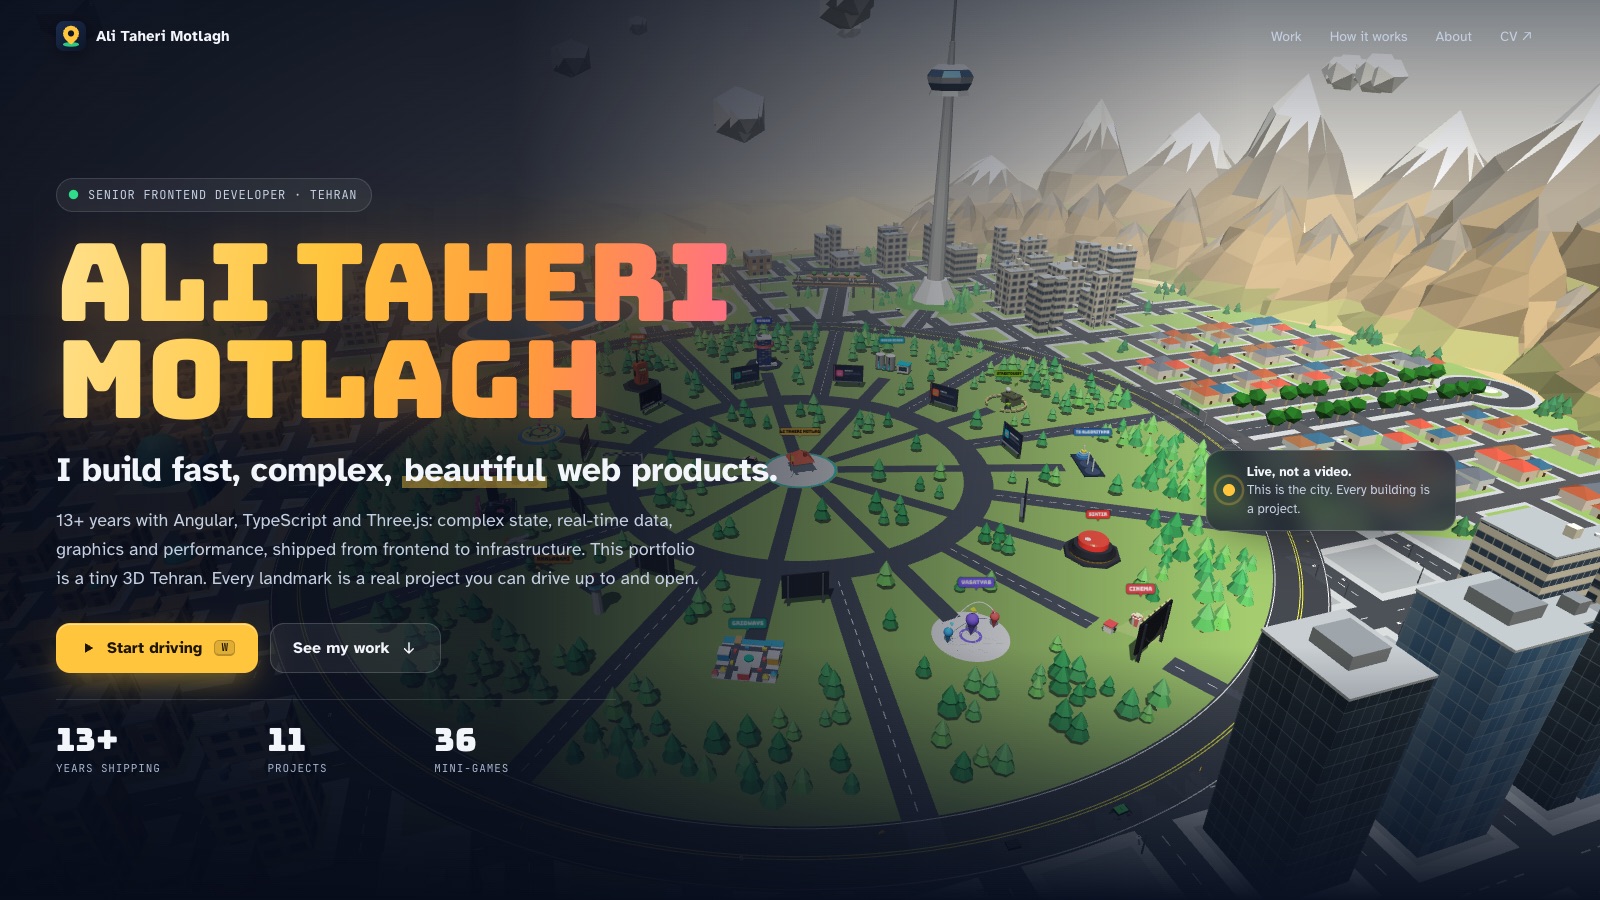 Ali Taheri Motlagh
Work How it works About CV ↗
SENIOR FRONTEND DEVELOPER · TEHRAN
ALI TAHERI
MOTLAGH
I build fast, complex, beautiful web products.
13+ years with Angular, TypeScript and Three.js: complex state, real-time data,
graphics and performance, shipped from frontend to infrastructure. This portfolio
is a tiny 3D Tehran. Every landmark is a real project you can drive up to and open.
Start driving W
See my work ↓
13+
YEARS SHIPPING
11
PROJECTS
36
MINI-GAMES
Live, not a video.
This is the city. Every building is
a project.
ALI TAHERI MOTLAGH
CINEMA